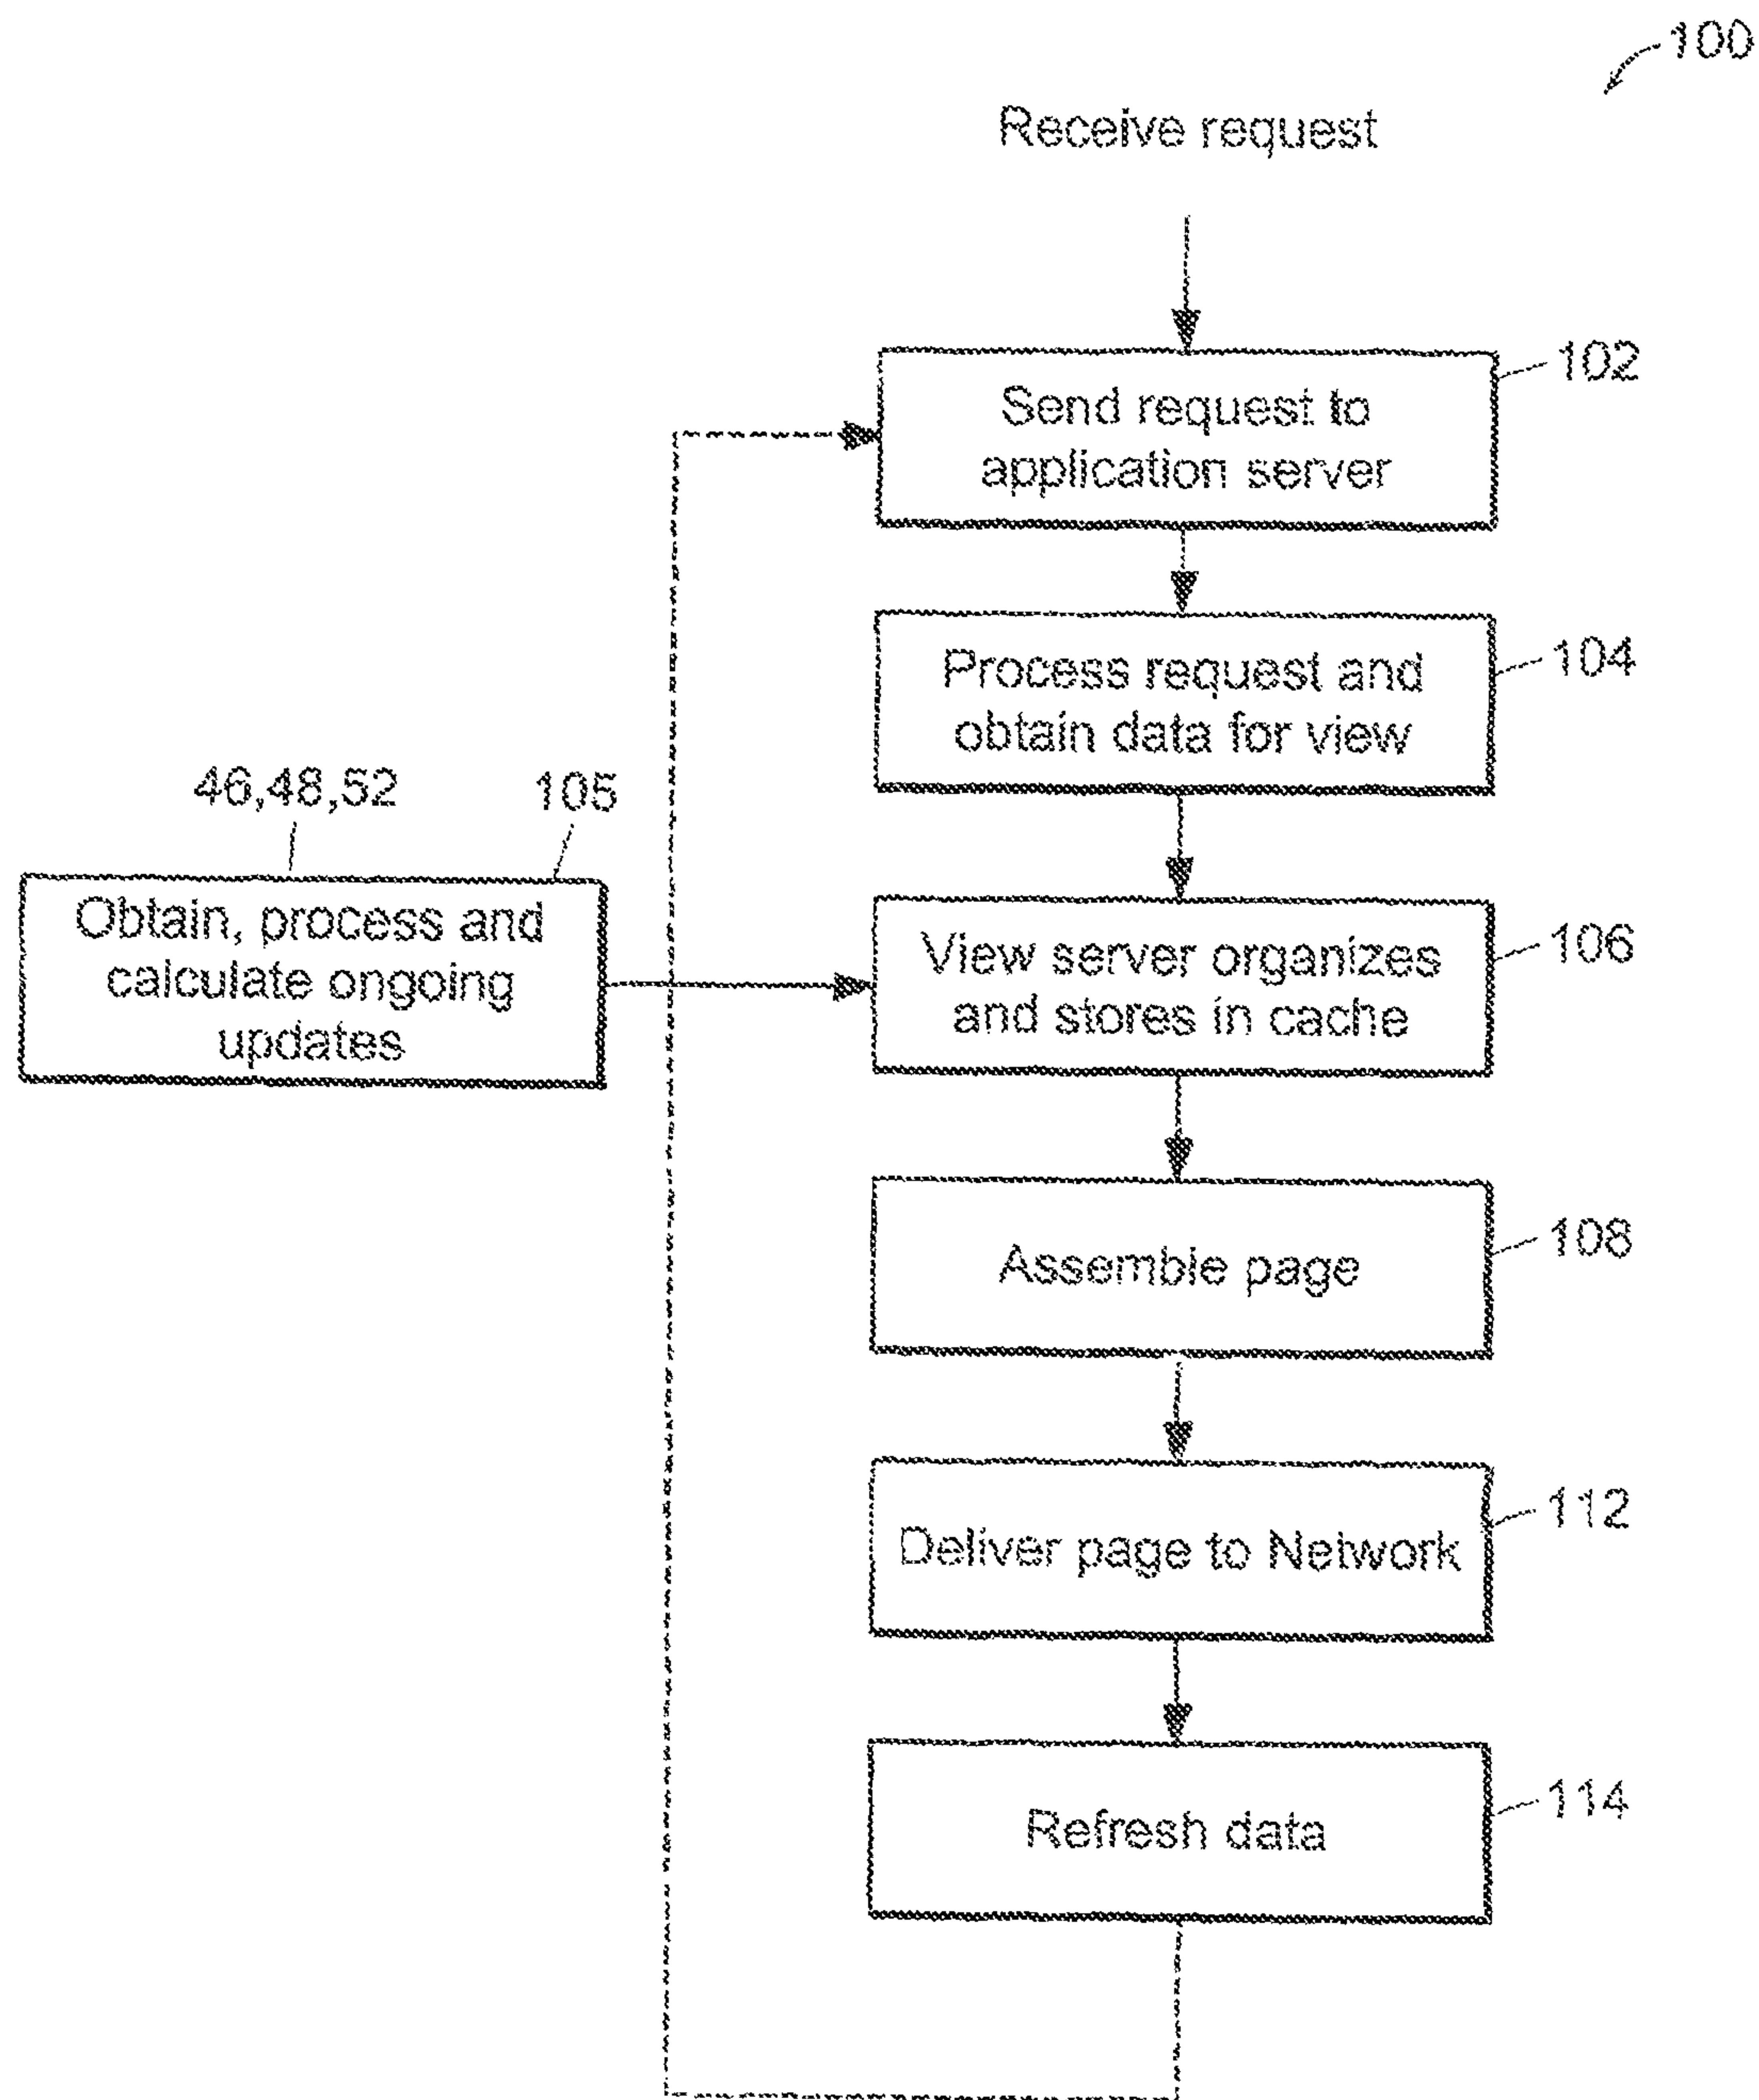 100
Receive request
Send request to
application server
102
Process request and
obtain data for view
104
46,48,52
105
Obtain, process and
calculate ongoing
updates
View server organizes
and stores in cache
106
Assemble page
108
Deliver page to Network
112
Refresh data
114